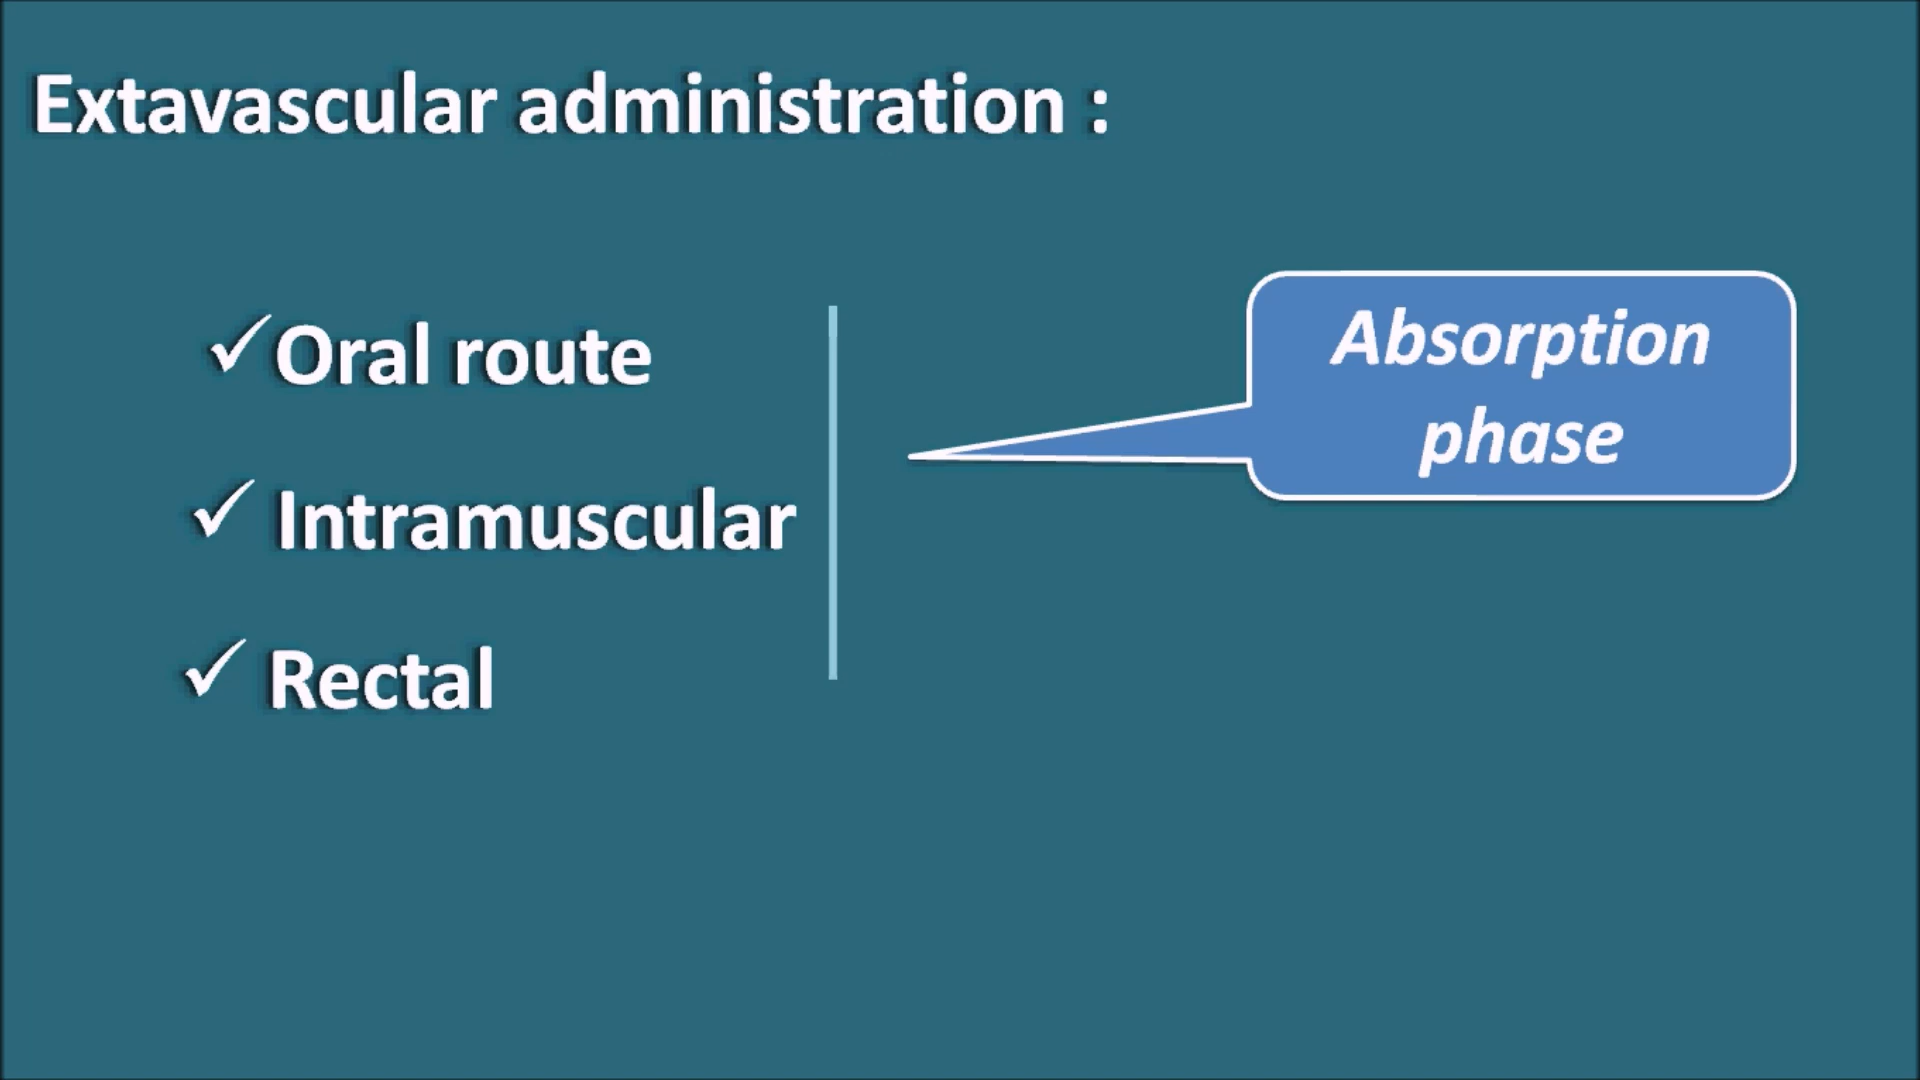 Extavascular administration :
✓Oral route
✓ Intramuscular
✓ Rectal
Absorption
phase